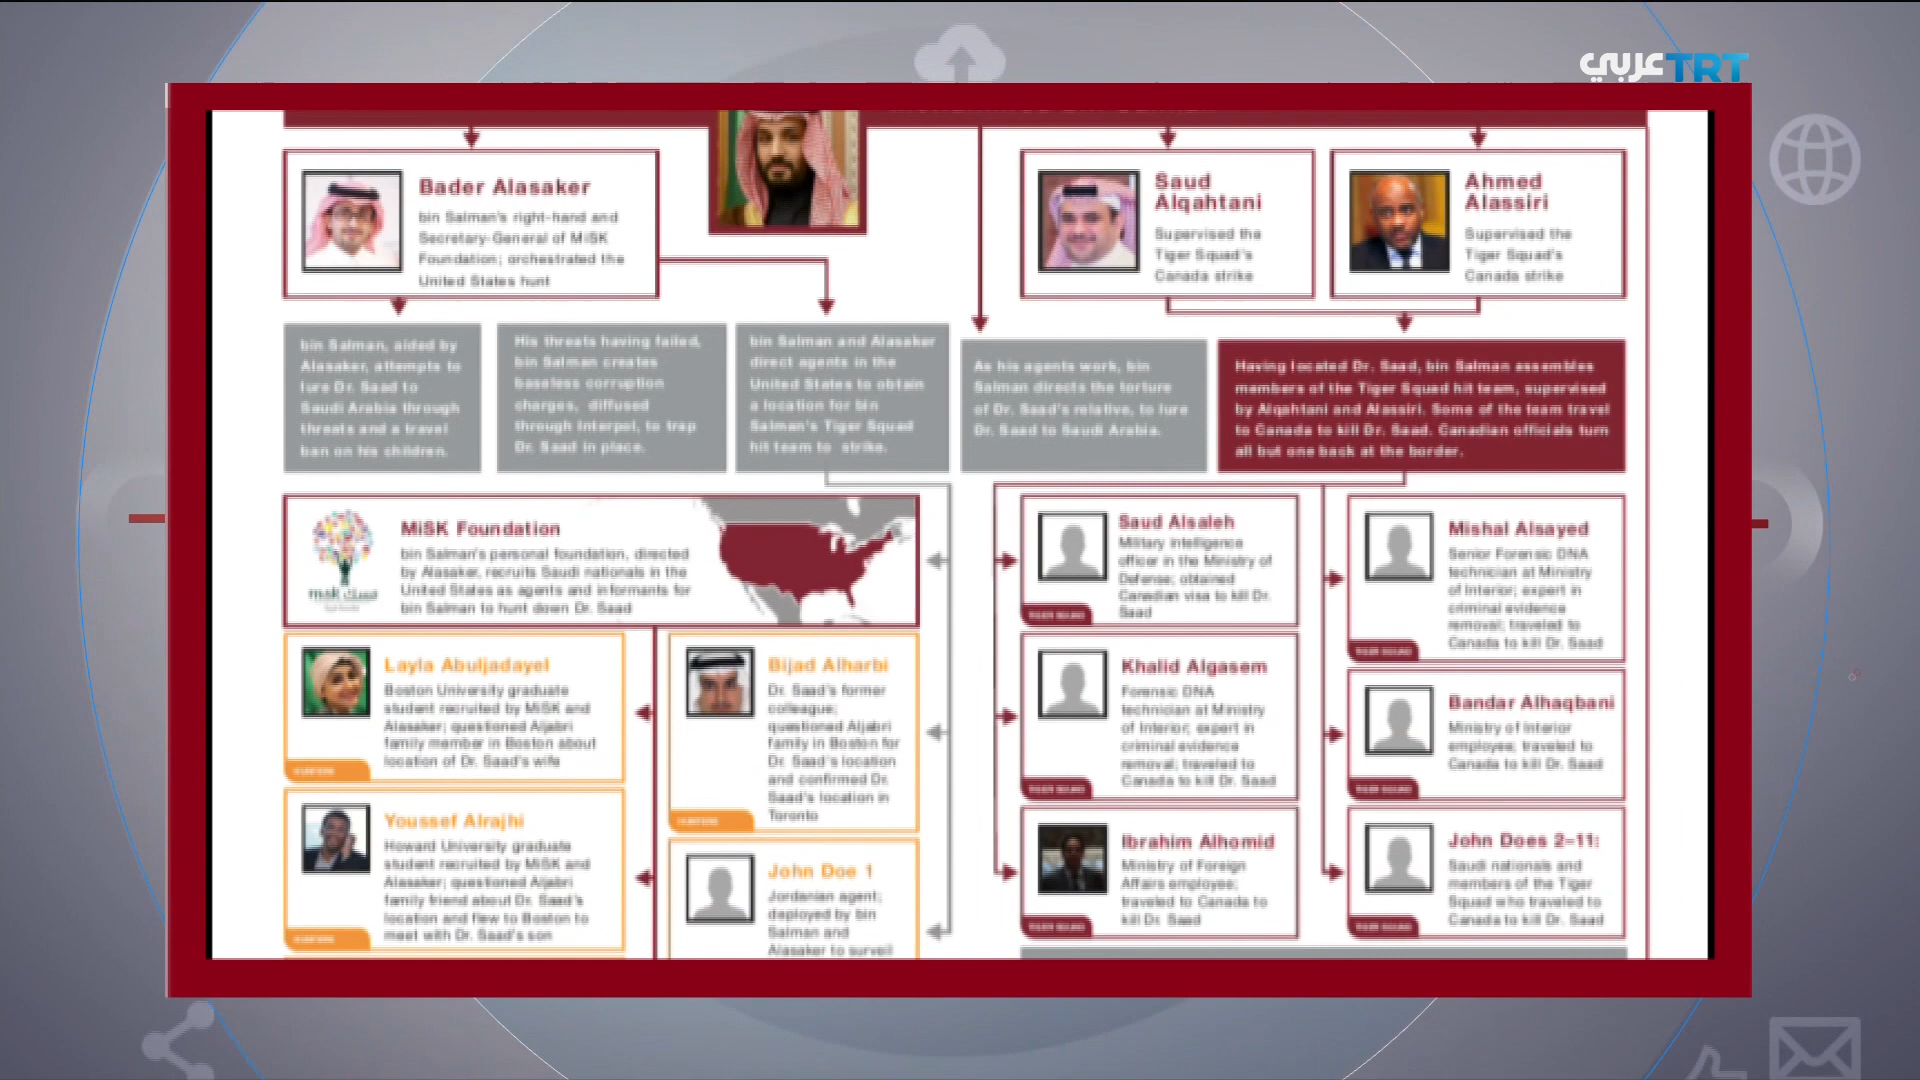 عربي TRT
Bader Alasaker
bin Salman's right-hand and
Secretary-General of MiSK
Foundation; orchestrated the
United States hunt
Saud
Alqahtani
Supervised the
Tiger Squad's
Canada strike
Ahmed
Alassiri
Supervised the
Tiger Squad's
Canada strike
bin Salman, aided by
Alasaker, attempts to
lure Dr. Saad to
Saudi Arabia through
threats and a travel
ban on his children.
His threats having failed,
bin Salman creates
baseless corruption
charges, diffused
through Interpol, to trap
Dr. Saad in place.
bin Salman and Alasaker
direct agents in the
United States to obtain
a location for bin
Salman's Tiger Squad
hit team to strike.
As his agents work, bin
Salman directs the torture
of Dr. Saad's relative, to lure
Dr. Saad to Saudi Arabia.
Having located Dr. Saad, bin Salman assembles
members of the Tiger Squad hit team, supervised
by Alqahtani and Alassiri. Some of the team travel
to Canada to kill Dr. Saad. Canadian officials turn
all but one back at the border.
MiSK Foundation
bin Salman's personal foundation, directed
by Alasaker, recruits Saudi nationals in the
United States as agents and informants for
bin Salman to hunt down Dr. Saad
misk مسك
Layla Abuljadayel
Boston University graduate
student recruited by MiSK and
Alasaker; questioned Aljabri
family member in Boston about
location of Dr. Saad's wife
Youssef Alrajhi
Howard University graduate
student recruited by MiSK and
Alasaker; questioned Aljabri
family friend about Dr. Saad's
location and flew to Boston to
meet with Dr. Saad's son
Bijad Alharbi
Dr. Saad's former
colleague;
questioned Aljabri
family in Boston for
Dr. Saad's location
and confirmed Dr.
Saad's location in
Toronto
John Doe 1
Jordanian agent;
deployed by bin
Salman and
Alasaker to surveil
Saud Alsaleh
Military intelligence
officer in the Ministry of
Defense; obtained
Canadian visa to kill Dr.
Saad
TIGER SQUAD
Khalid Algasem
Forensic DNA
technician at Ministry
of Interior; expert in
criminal evidence
removal; traveled to
Canada to kill Dr. Saad
TIGER SQUAD
Ibrahim Alhomid
Ministry of Foreign
Affairs employee;
traveled to Canada to
kill Dr. Saad
TIGER SQUAD
Mishal Alsayed
Senior Forensic DNA
technician at Ministry
of Interior; expert in
criminal evidence
removal; traveled to
Canada to kill Dr. Saad
TIGER SQUAD
Bandar Alhaqbani
Ministry of Interior
employee; traveled to
Canada to kill Dr. Saad
TIGER SQUAD
John Does 2–11:
Saudi nationals and
members of the Tiger
Squad who traveled to
Canada to kill Dr. Saad
TIGER SQUAD